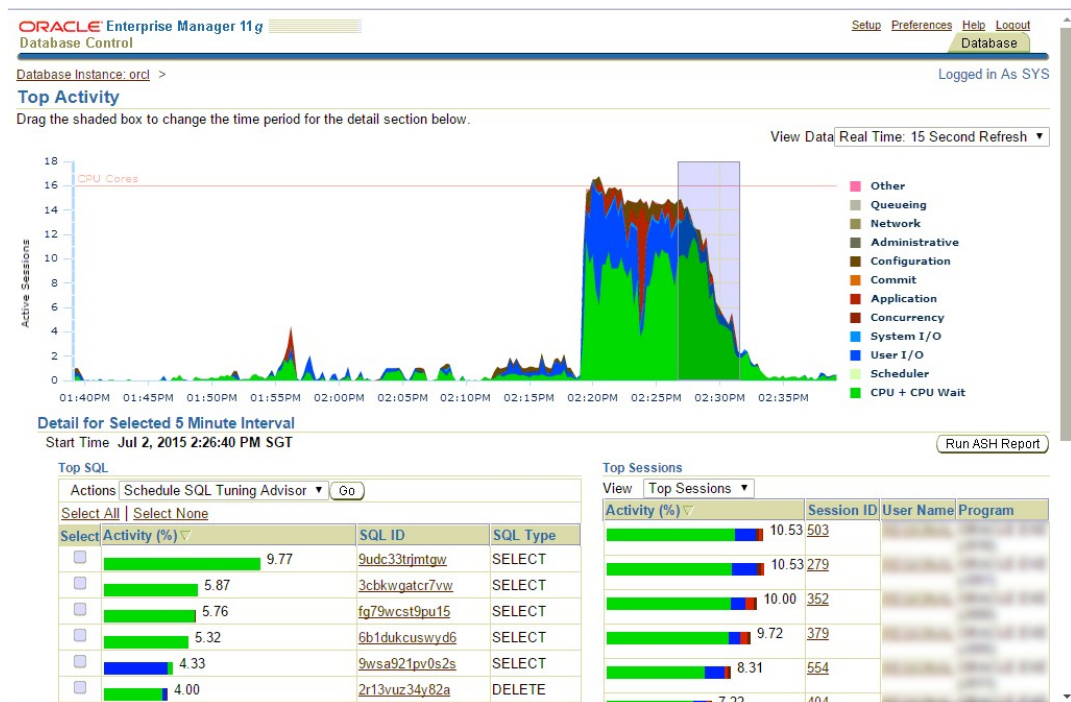 ORACLE Enterprise Manager 11g
Database Control
Setup Preferences Help Logout
Database
Database Instance: orcl >
Logged in As SYS
Top Activity
Drag the shaded box to change the time period for the detail section below.
View Data Real Time: 15 Second Refresh
18
16
14
12
10
8
6
4
2
0
Active Sessions
CPU Cores
01:40PM 01:45PM 01:50PM 01:55PM 02:00PM 02:05PM 02:10PM 02:15PM 02:20PM 02:25PM 02:30PM 02:35PM
Other
Queueing
Network
Administrative
Configuration
Commit
Application
Concurrency
System I/O
User I/O
Scheduler
CPU + CPU Wait
Detail for Selected 5 Minute Interval
Start Time Jul 2, 2015 2:26:40 PM SGT
Run ASH Report
Top SQL
Actions Schedule SQL Tuning Advisor Go
Select All | Select None
Select Activity (%) SQL ID SQL Type
9.77 9udc33trjmtgw SELECT
5.87 3cbkwgatcr7vw SELECT
5.76 fg79wcst9pu15 SELECT
5.32 6b1dukcuswyd6 SELECT
4.33 9wsa921pv0s2s SELECT
4.00 2r13vuz34y82a DELETE
Top Sessions
View Top Sessions
Activity (%) Session ID User Name Program
10.53 503
10.53 279
10.00 352
9.72 379
8.31 554
7.22 404